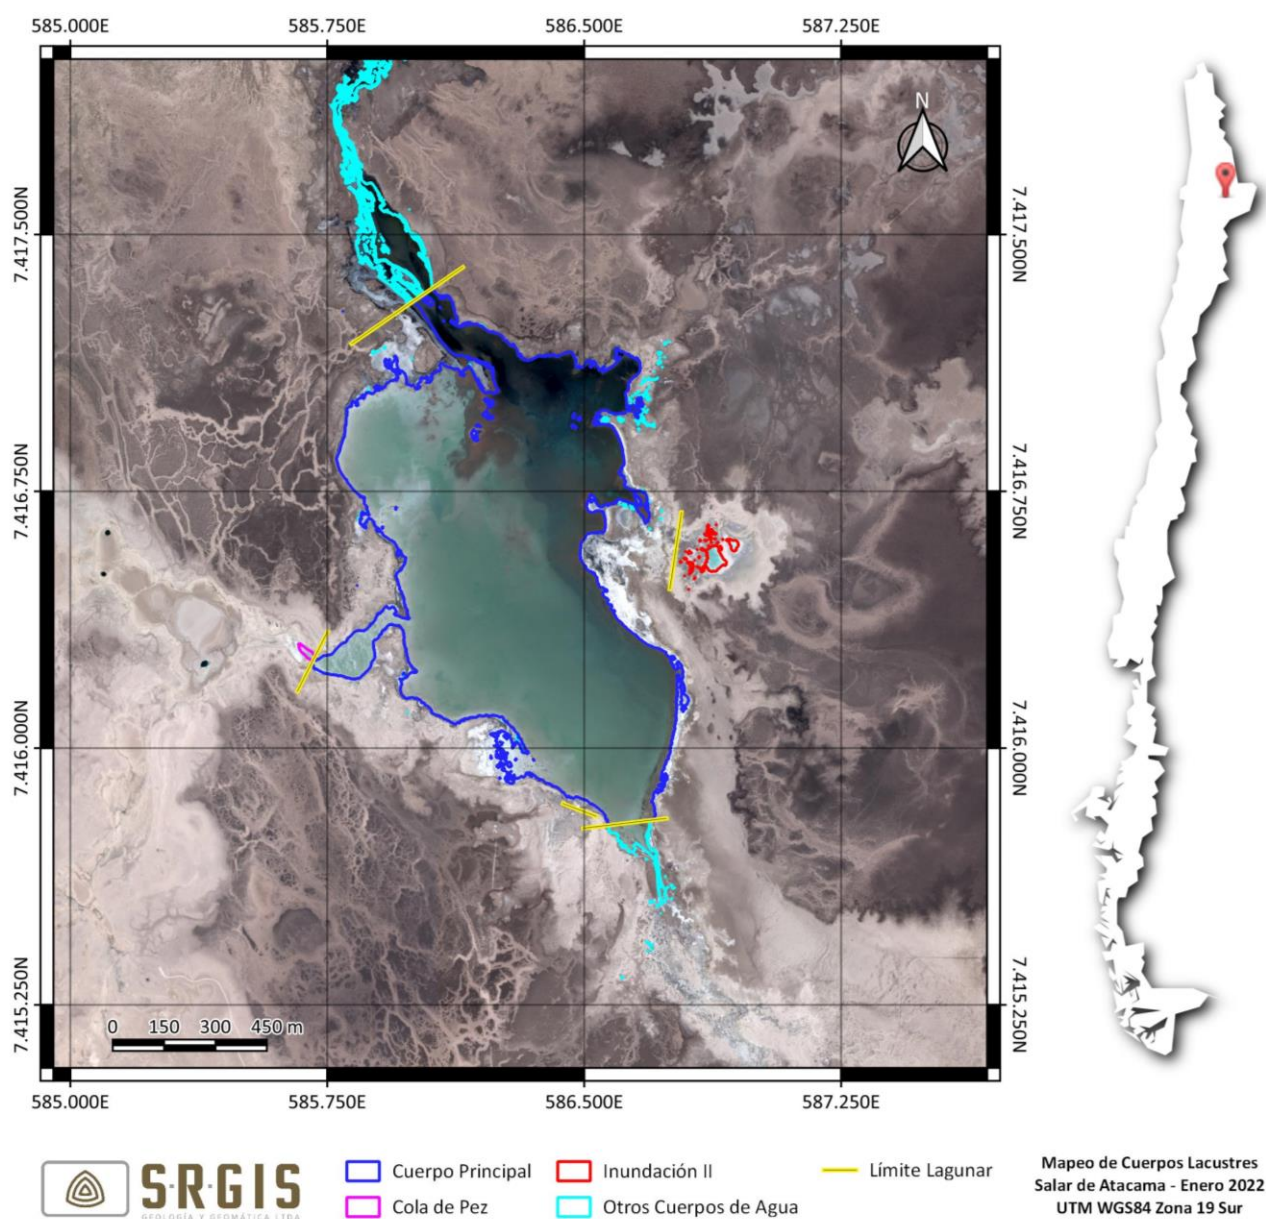 585.000E 585.750E 586.500E 587.250E
N
7.417.500N 7.417.500N
7.416.750N 7.416.750N
7.416.000N 7.416.000N
7.415.250N 7.415.250N
0 150 300 450 m
585.000E 585.750E 586.500E 587.250E
S·R·GIS
GEOLOGÍA Y GEOMÁTICA LTDA
Cuerpo Principal
Cola de Pez
Inundación II
Otros Cuerpos de Agua
Límite Lagunar
Mapeo de Cuerpos Lacustres
Salar de Atacama - Enero 2022
UTM WGS84 Zona 19 Sur